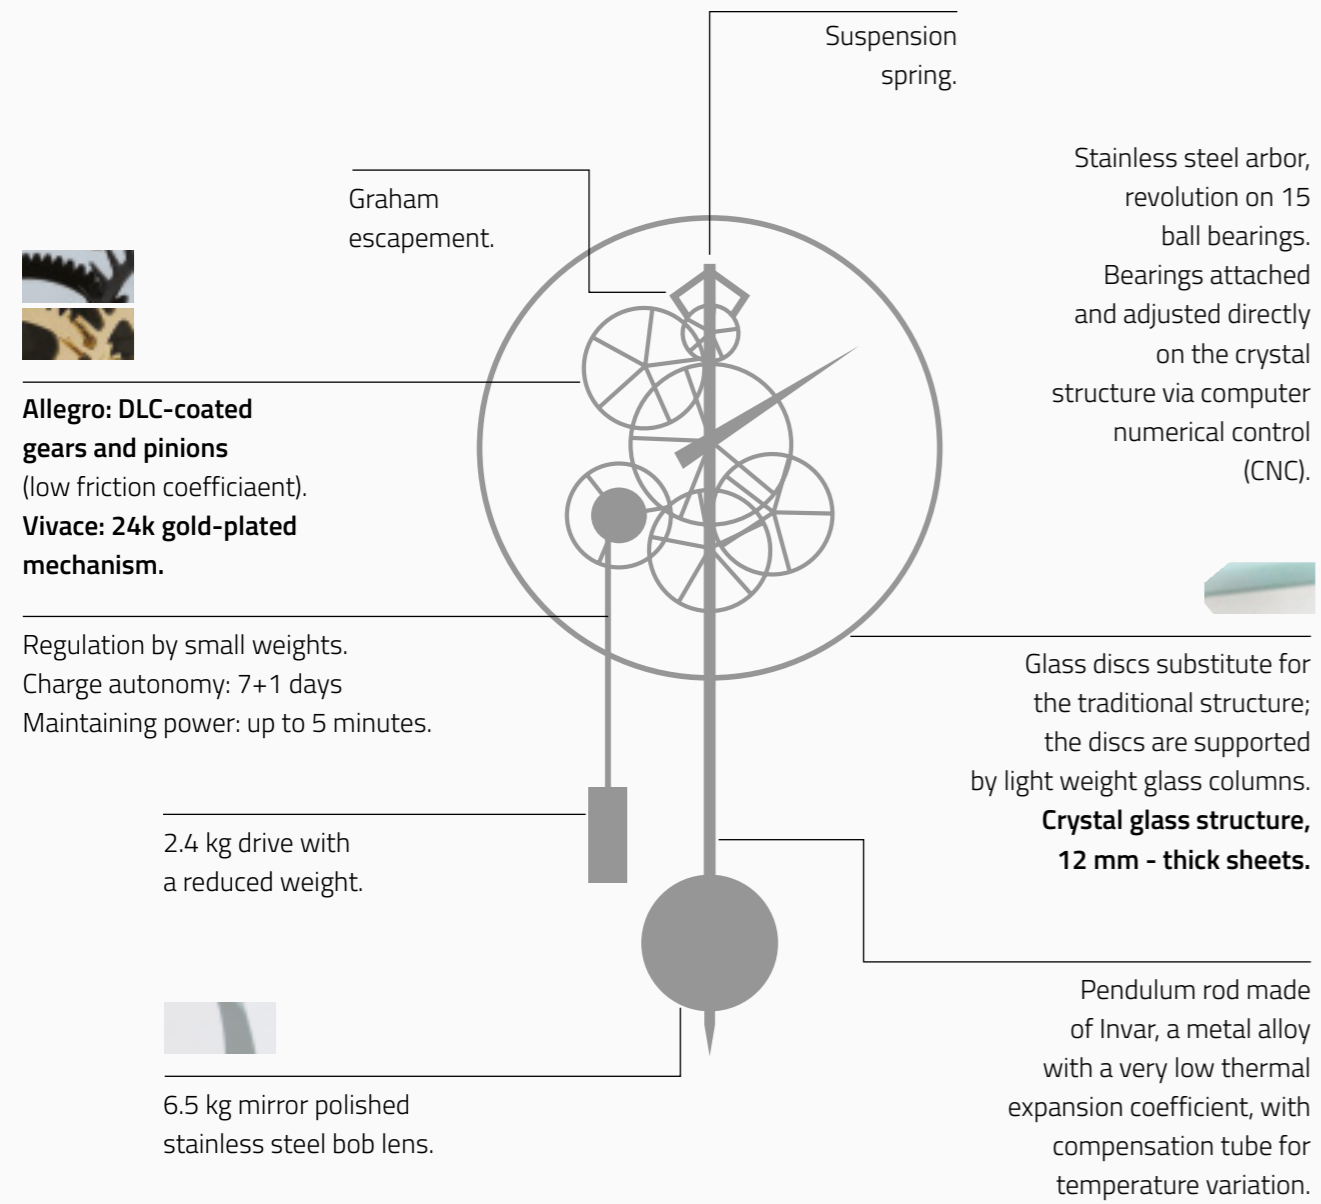 Suspension
spring.
Graham
escapement.
Stainless steel arbor,
revolution on 15
ball bearings.
Bearings attached
and adjusted directly
on the crystal
structure via computer
numerical control
(CNC).
Allegro: DLC-coated
gears and pinions
(low friction coefficiaent).
Vivace: 24k gold-plated
mechanism.
Regulation by small weights.
Charge autonomy: 7+1 days
Maintaining power: up to 5 minutes.
Glass discs substitute for
the traditional structure;
the discs are supported
by light weight glass columns.
Crystal glass structure,
12 mm - thick sheets.
2.4 kg drive with
a reduced weight.
Pendulum rod made
of Invar, a metal alloy
with a very low thermal
expansion coefficient, with
compensation tube for
temperature variation.
6.5 kg mirror polished
stainless steel bob lens.